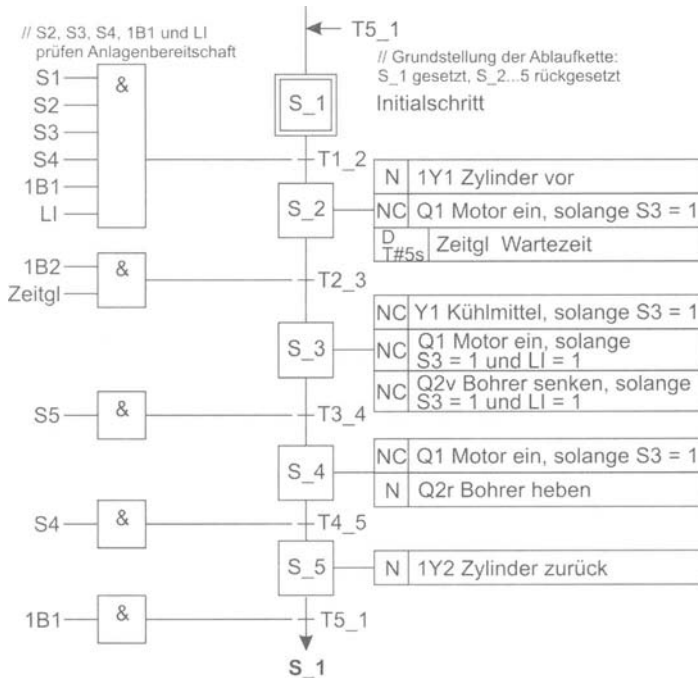 // S2, S3, S4, 1B1 und LI
prüfen Anlagenbereitschaft
T5_1
// Grundstellung der Ablaufkette:
S_1 gesetzt, S_2...5 rückgesetzt
S1
S2
S3
S4
1B1
LI
&
S_1
Initialschritt
T1_2
S_2
N 1Y1 Zylinder vor
NC Q1 Motor ein, solange S3 = 1
D
T#5s Zeitgl Wartezeit
1B2
Zeitgl
&
T2_3
S_3
NC Y1 Kühlmittel, solange S3 = 1
NC Q1 Motor ein, solange
S3 = 1 und LI = 1
NC Q2v Bohrer senken, solange
S3 = 1 und LI = 1
S5
&
T3_4
S_4
NC Q1 Motor ein, solange S3 = 1
N Q2r Bohrer heben
S4
&
T4_5
S_5
N 1Y2 Zylinder zurück
1B1
&
T5_1
S_1